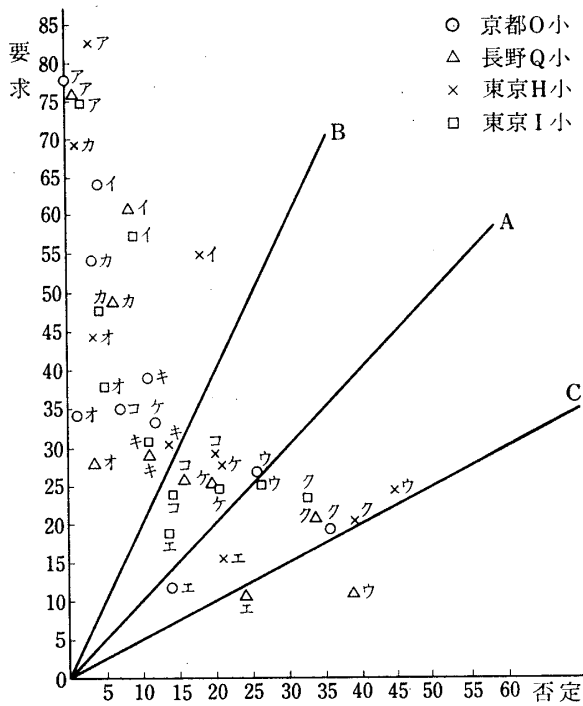 要求
85
80
75
70
65
60
55
50
45
40
35
30
25
20
15
10
5
0
○ 京都O小
△ 長野Q小
× 東京H小
□ 東京I小
ア
ア
ア
ア
カ
イ
イ
イ
イ
カ
カ
カ
オ
オ
キ
コ
ケ
オ
キ
キ
オ
キ
B
A
C
コ
ケ
コ
ケ
コ
ケ
ウ
ウ
ク
ク
ク
ク
ウ
エ
エ
エ
エ
ウ
5 10 15 20 25 30 35 40 45 50 60 否定